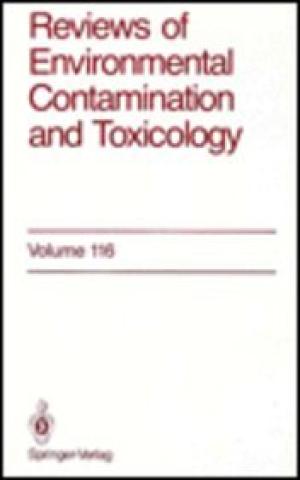 Reviews of
Environmental
Contamination
and Toxicology
Volume 116
Springer-Verlag